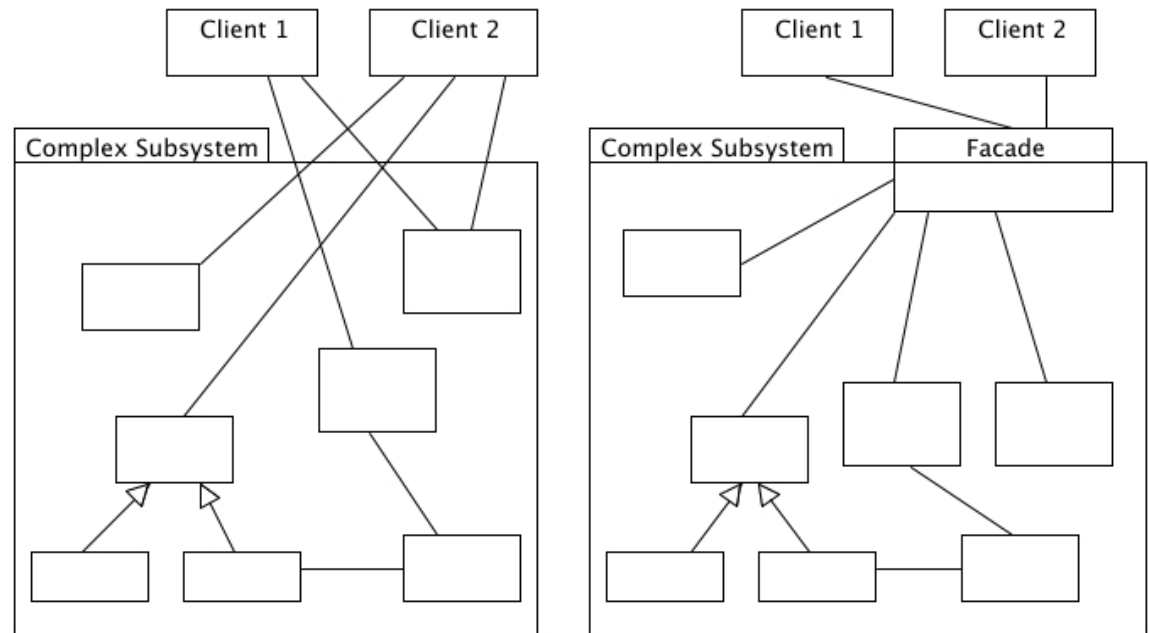 Client 1
Client 2
Complex Subsystem
Client 1
Client 2
Complex Subsystem
Facade